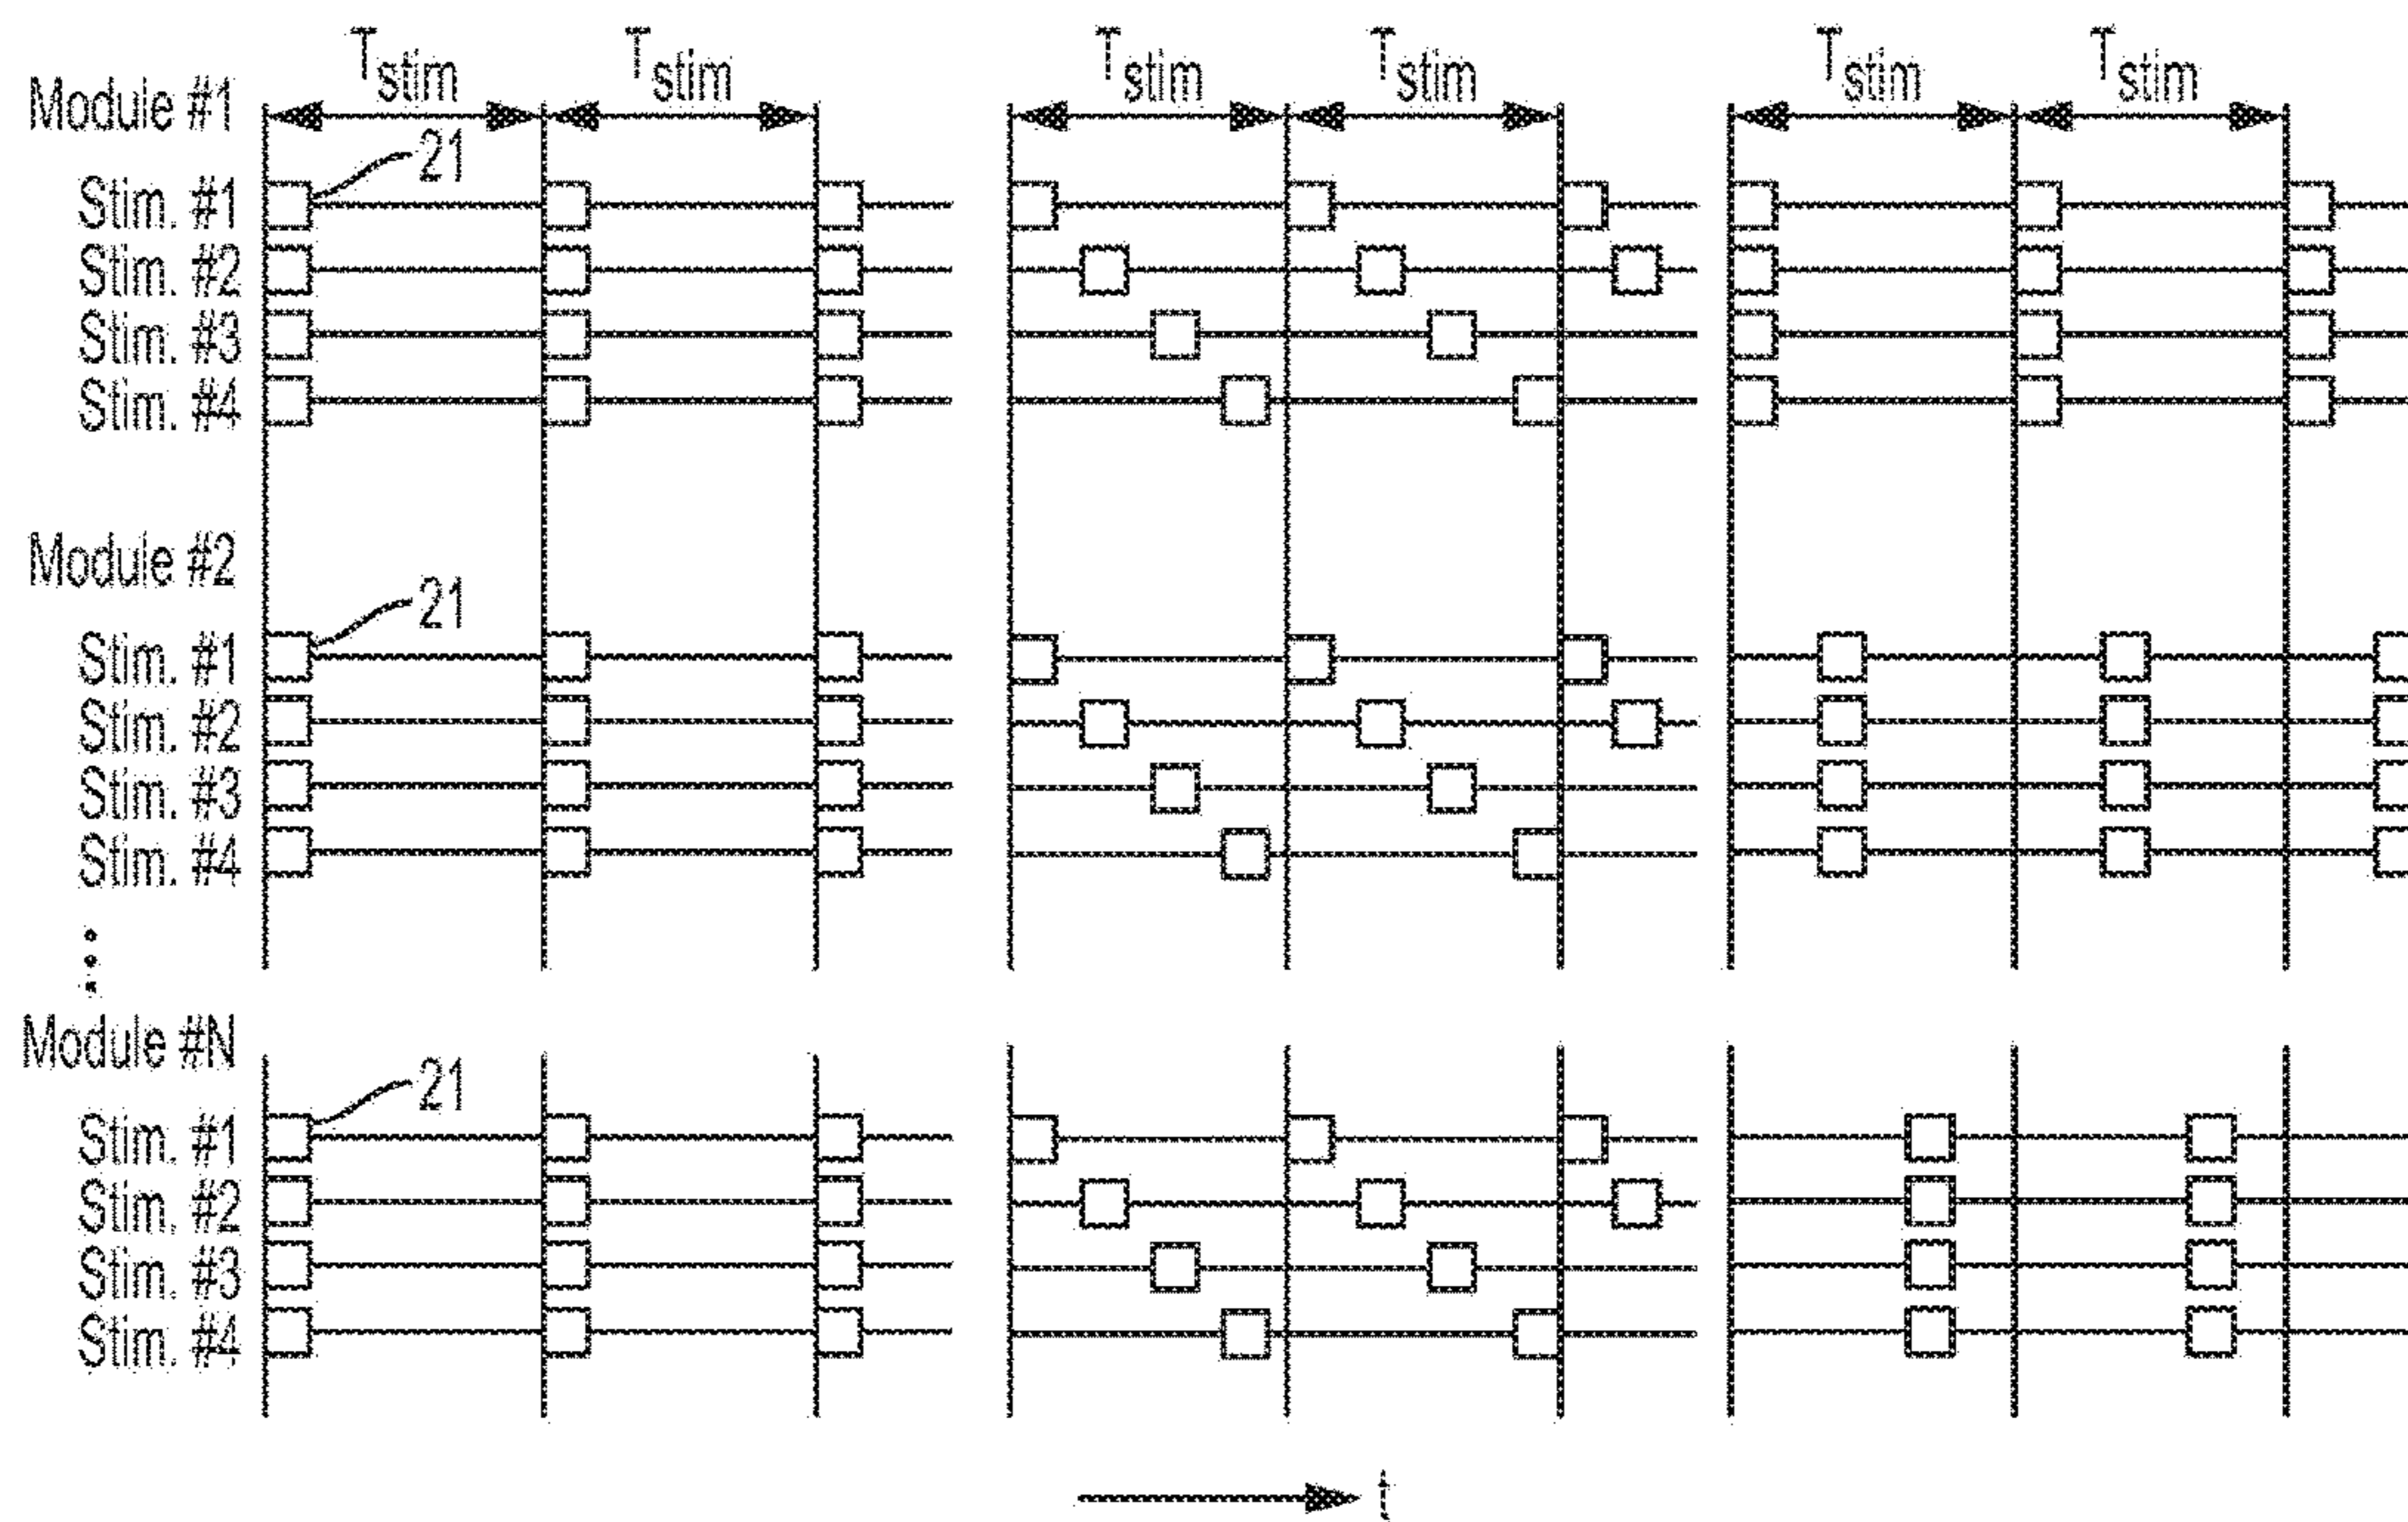 Tstim Tstim Tstim Tstim Tstim Tstim
Module #1
21
Stim. #1
Stim. #2
Stim. #3
Stim. #4
Module #2
21
Stim. #1
Stim. #2
Stim. #3
Stim. #4
Module #N
21
Stim. #1
Stim. #2
Stim. #3
Stim. #4
t